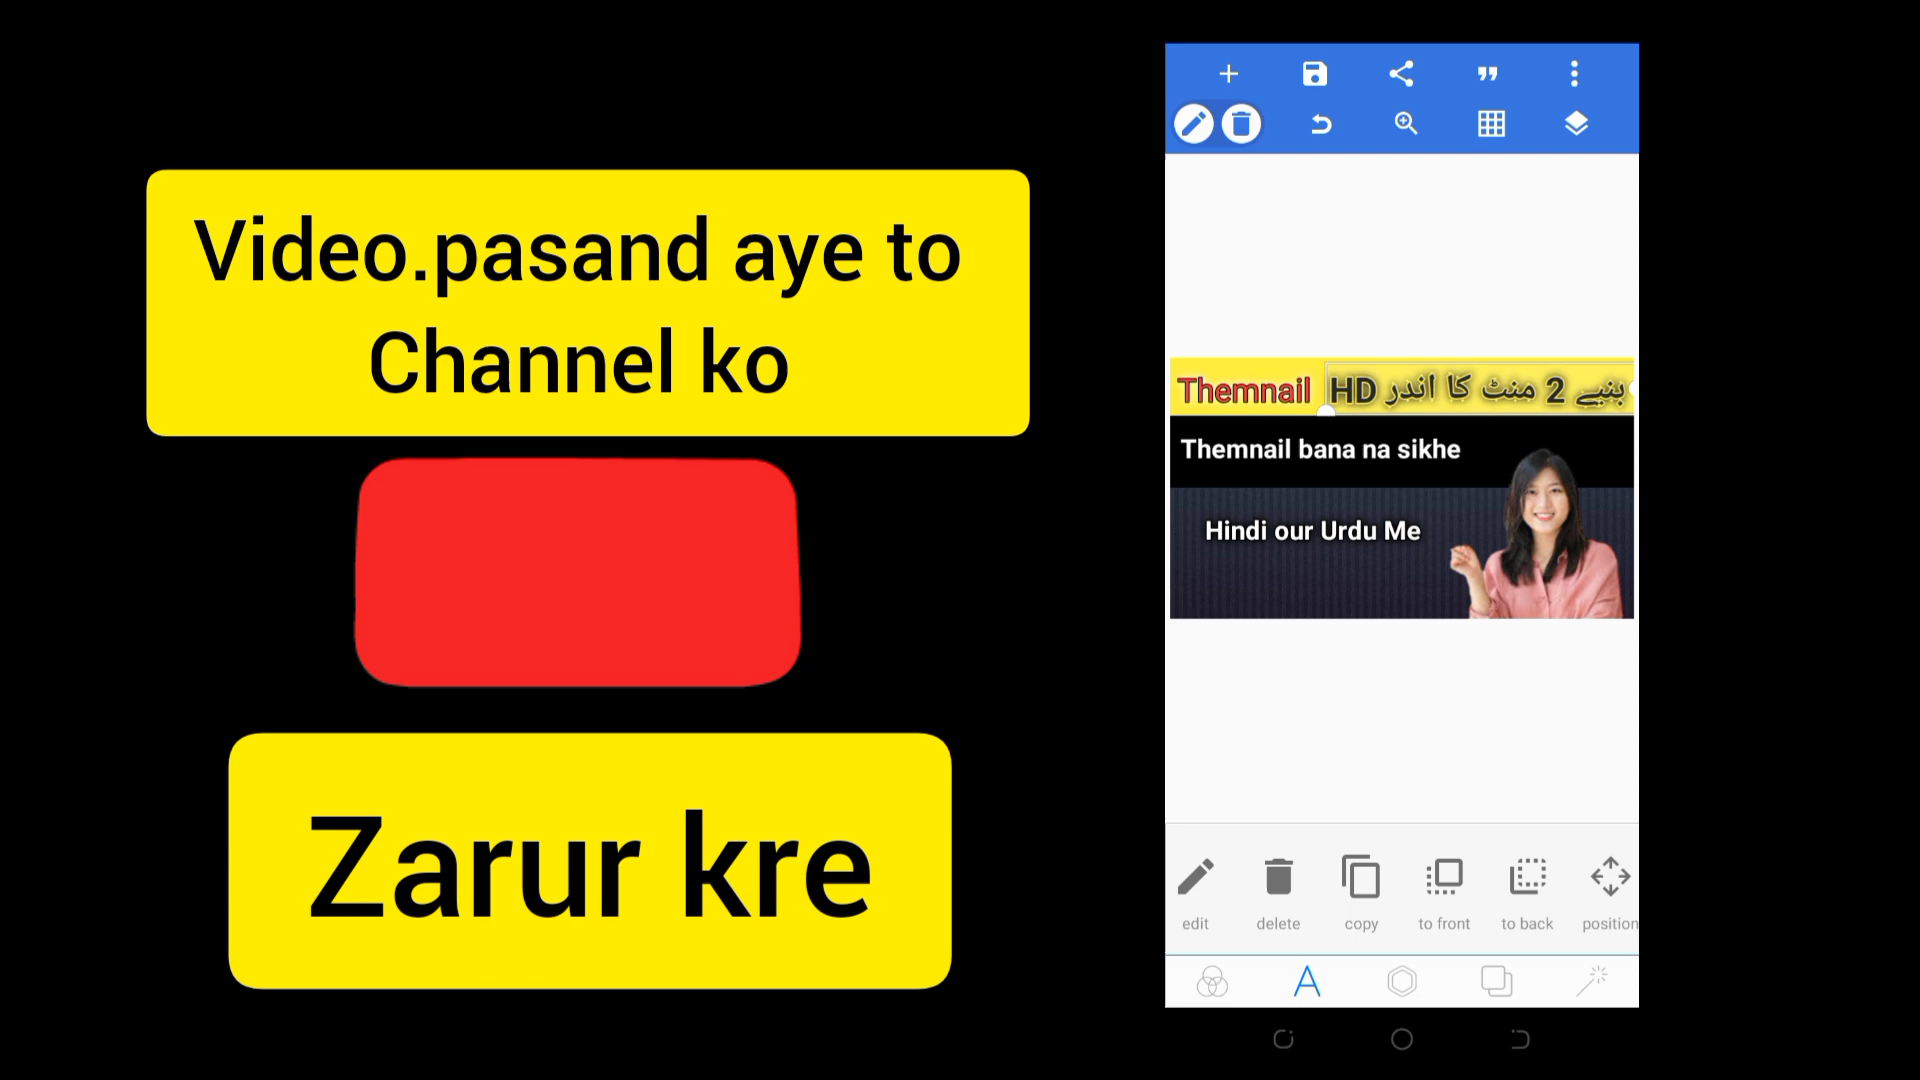 Video.pasand aye to
Channel ko
Zarur kre
Themnail HD بنیے 2 منٹ کا اندر
Themnail bana na sikhe
Hindi our Urdu Me
edit delete copy to front to back position